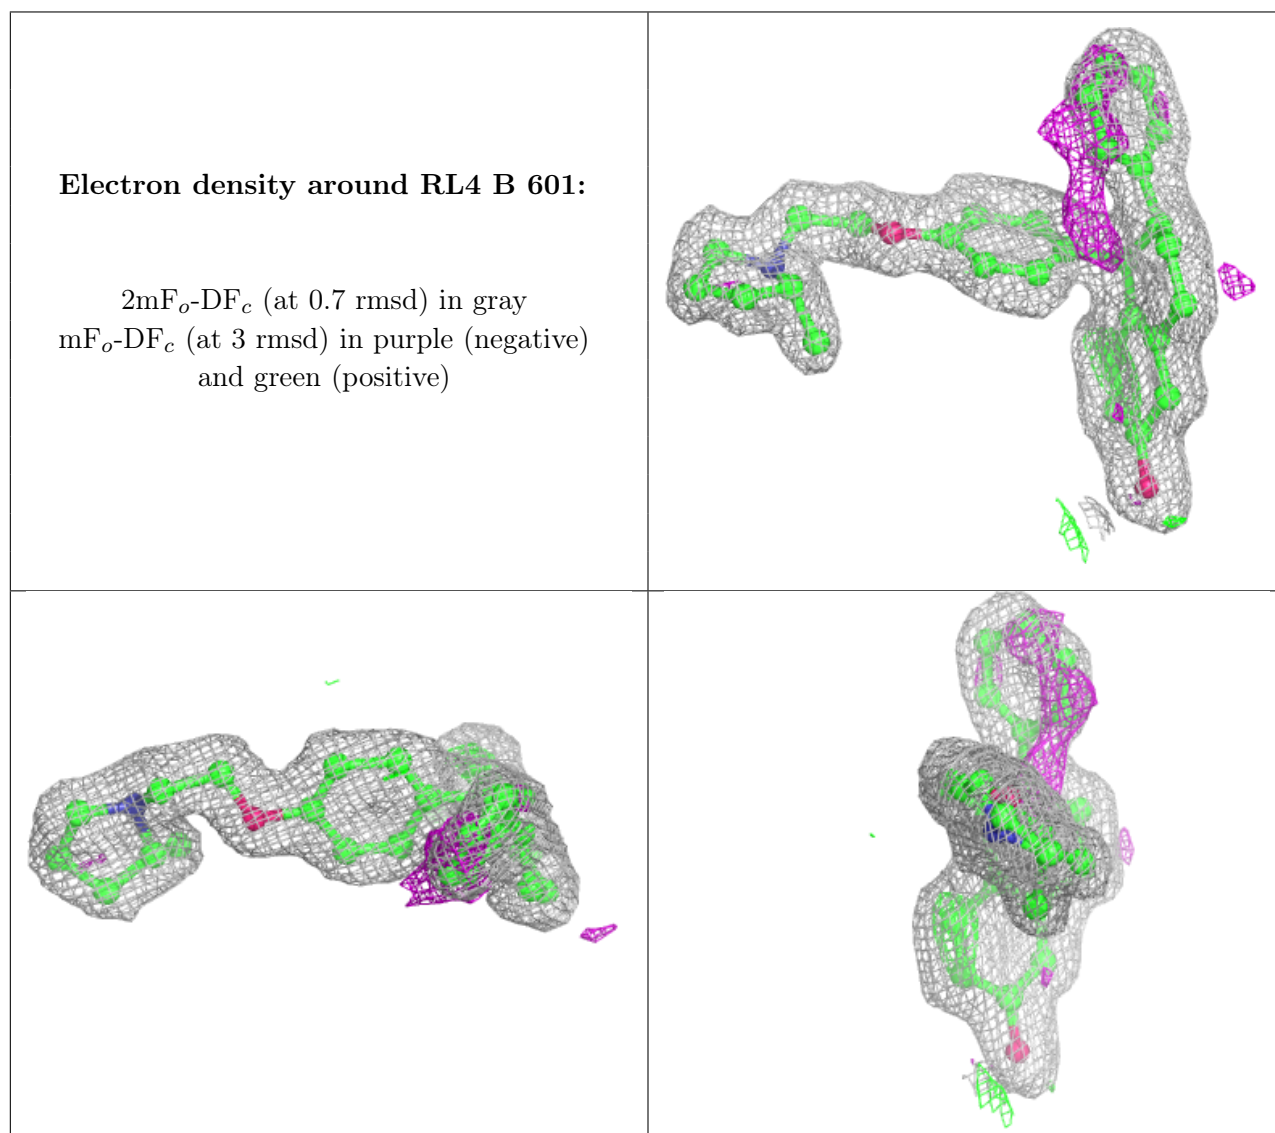 Electron density around RL4 B 601:
2mFo-DFc (at 0.7 rmsd) in gray
mFo-DFc (at 3 rmsd) in purple (negative)
and green (positive)